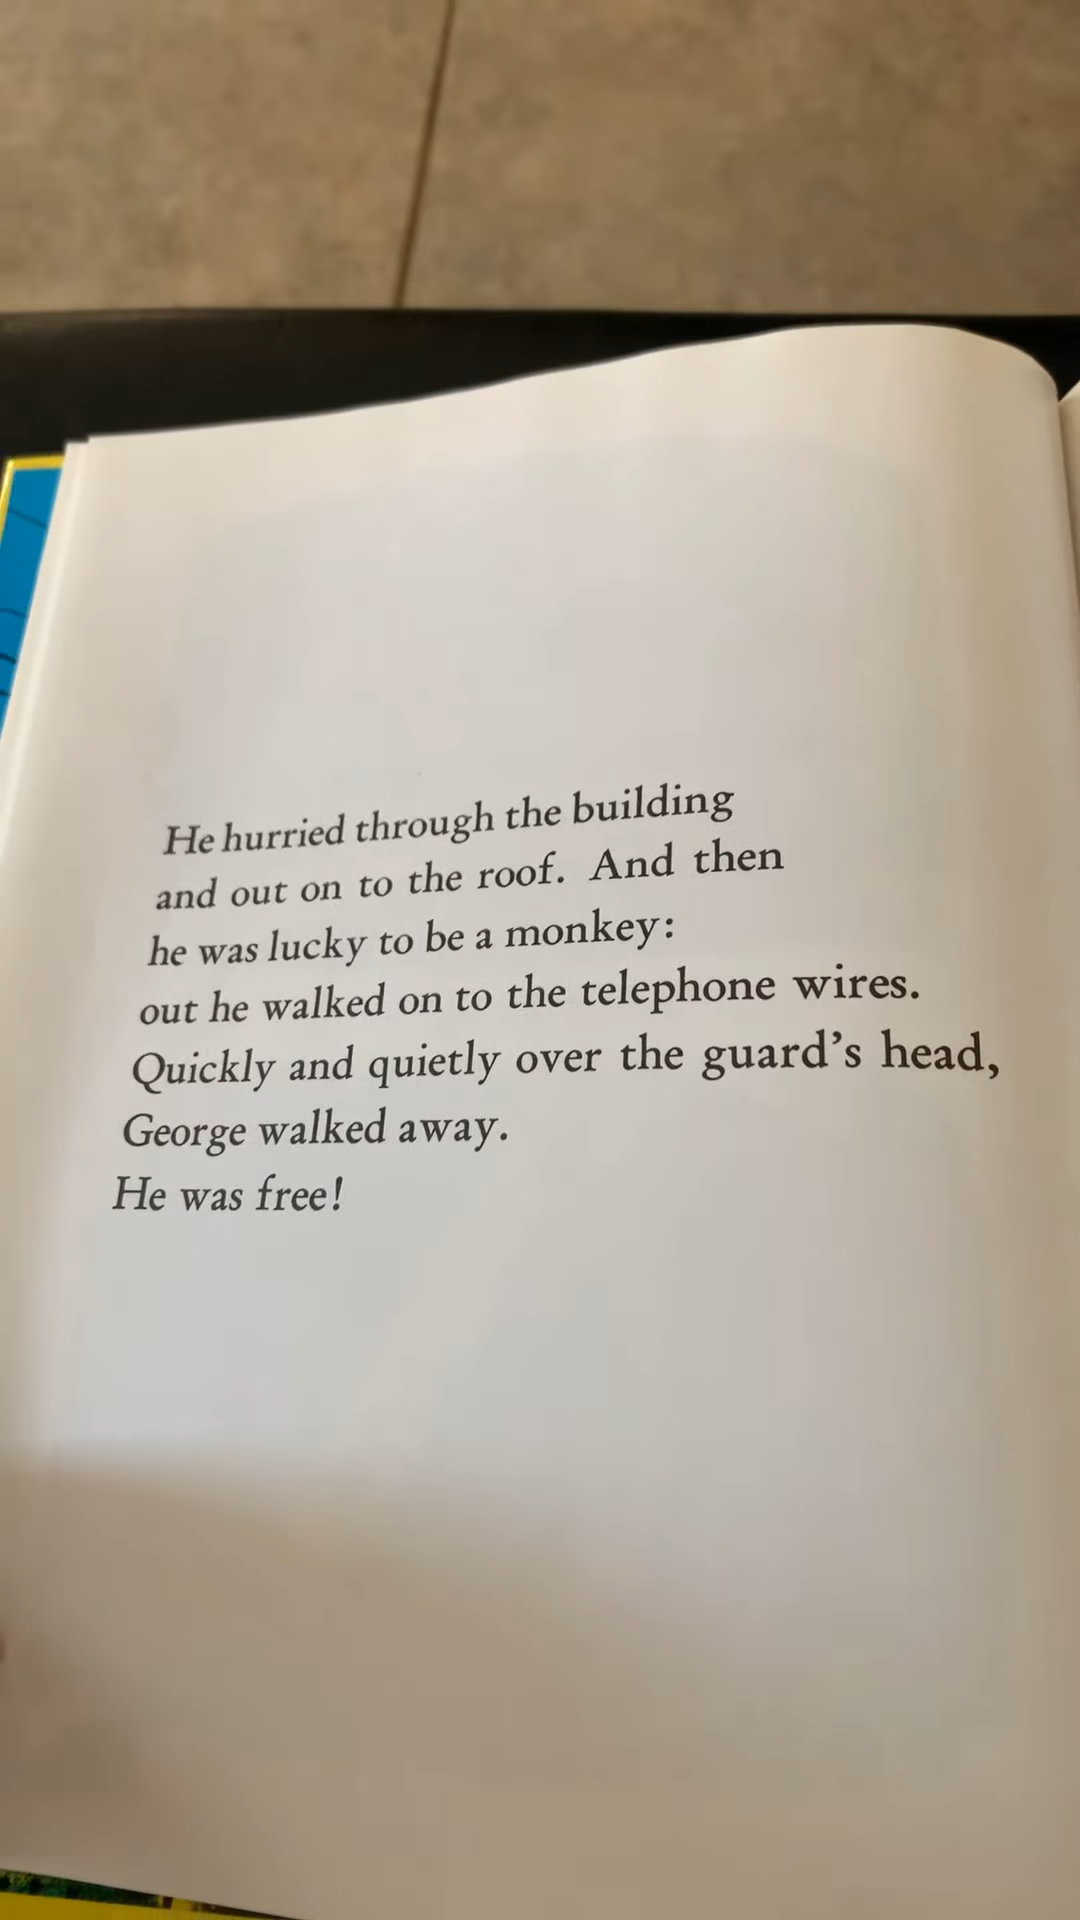 He hurried through the building
and out on to the roof. And then
he was lucky to be a monkey:
out he walked on to the telephone wires.
Quickly and quietly over the guard's head,
George walked away.
He was free!